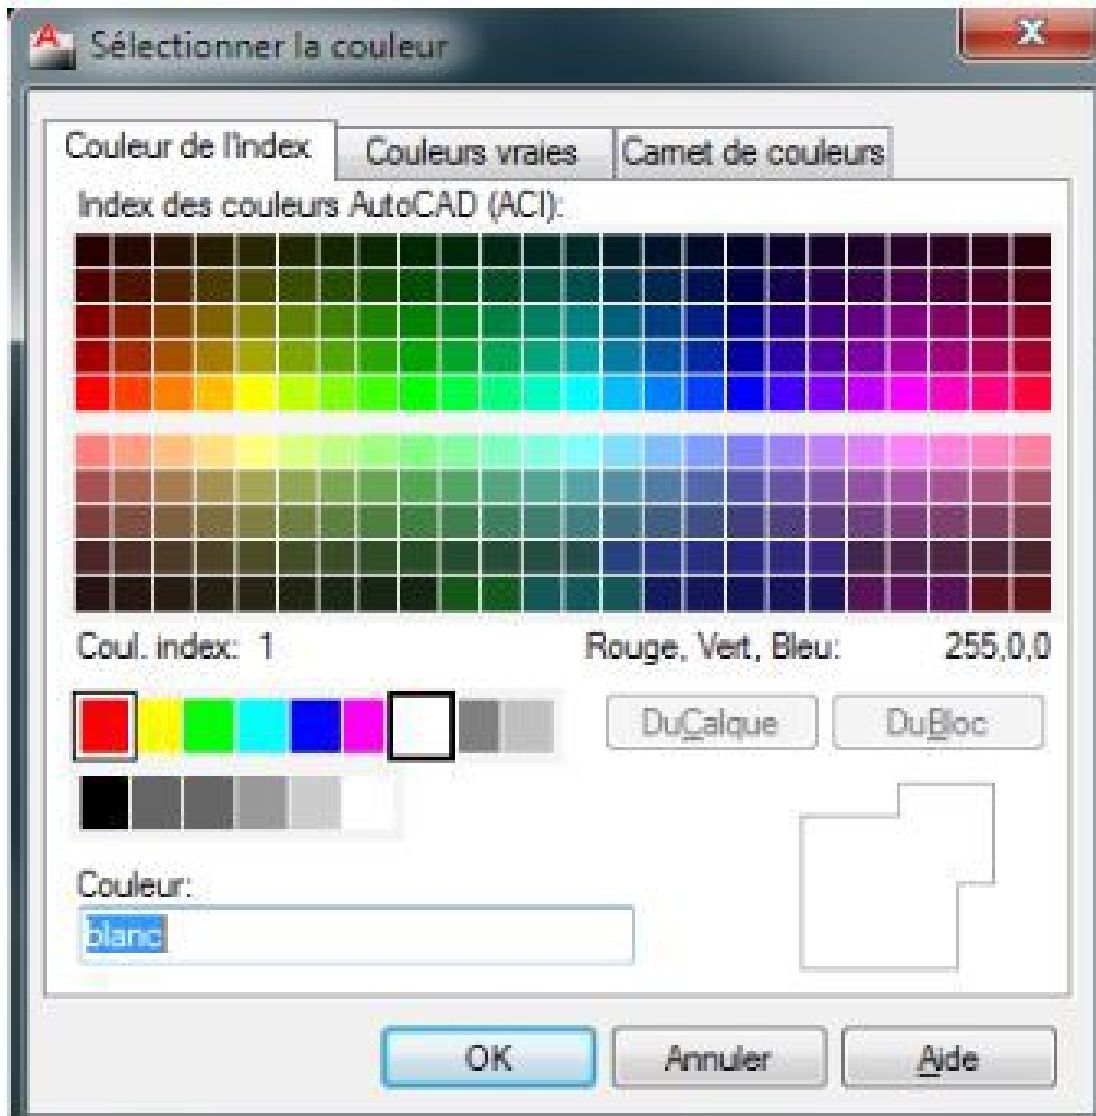 Sélectionner la couleur
Couleur de l'Index
Couleurs vraies
Carnet de couleurs
Index des couleurs AutoCAD (ACI):
Coul. index: 1
Rouge, Vert, Bleu: 255,0,0
DuCalque
DuBloc
Couleur:
blanc
OK
Annuler
Aide